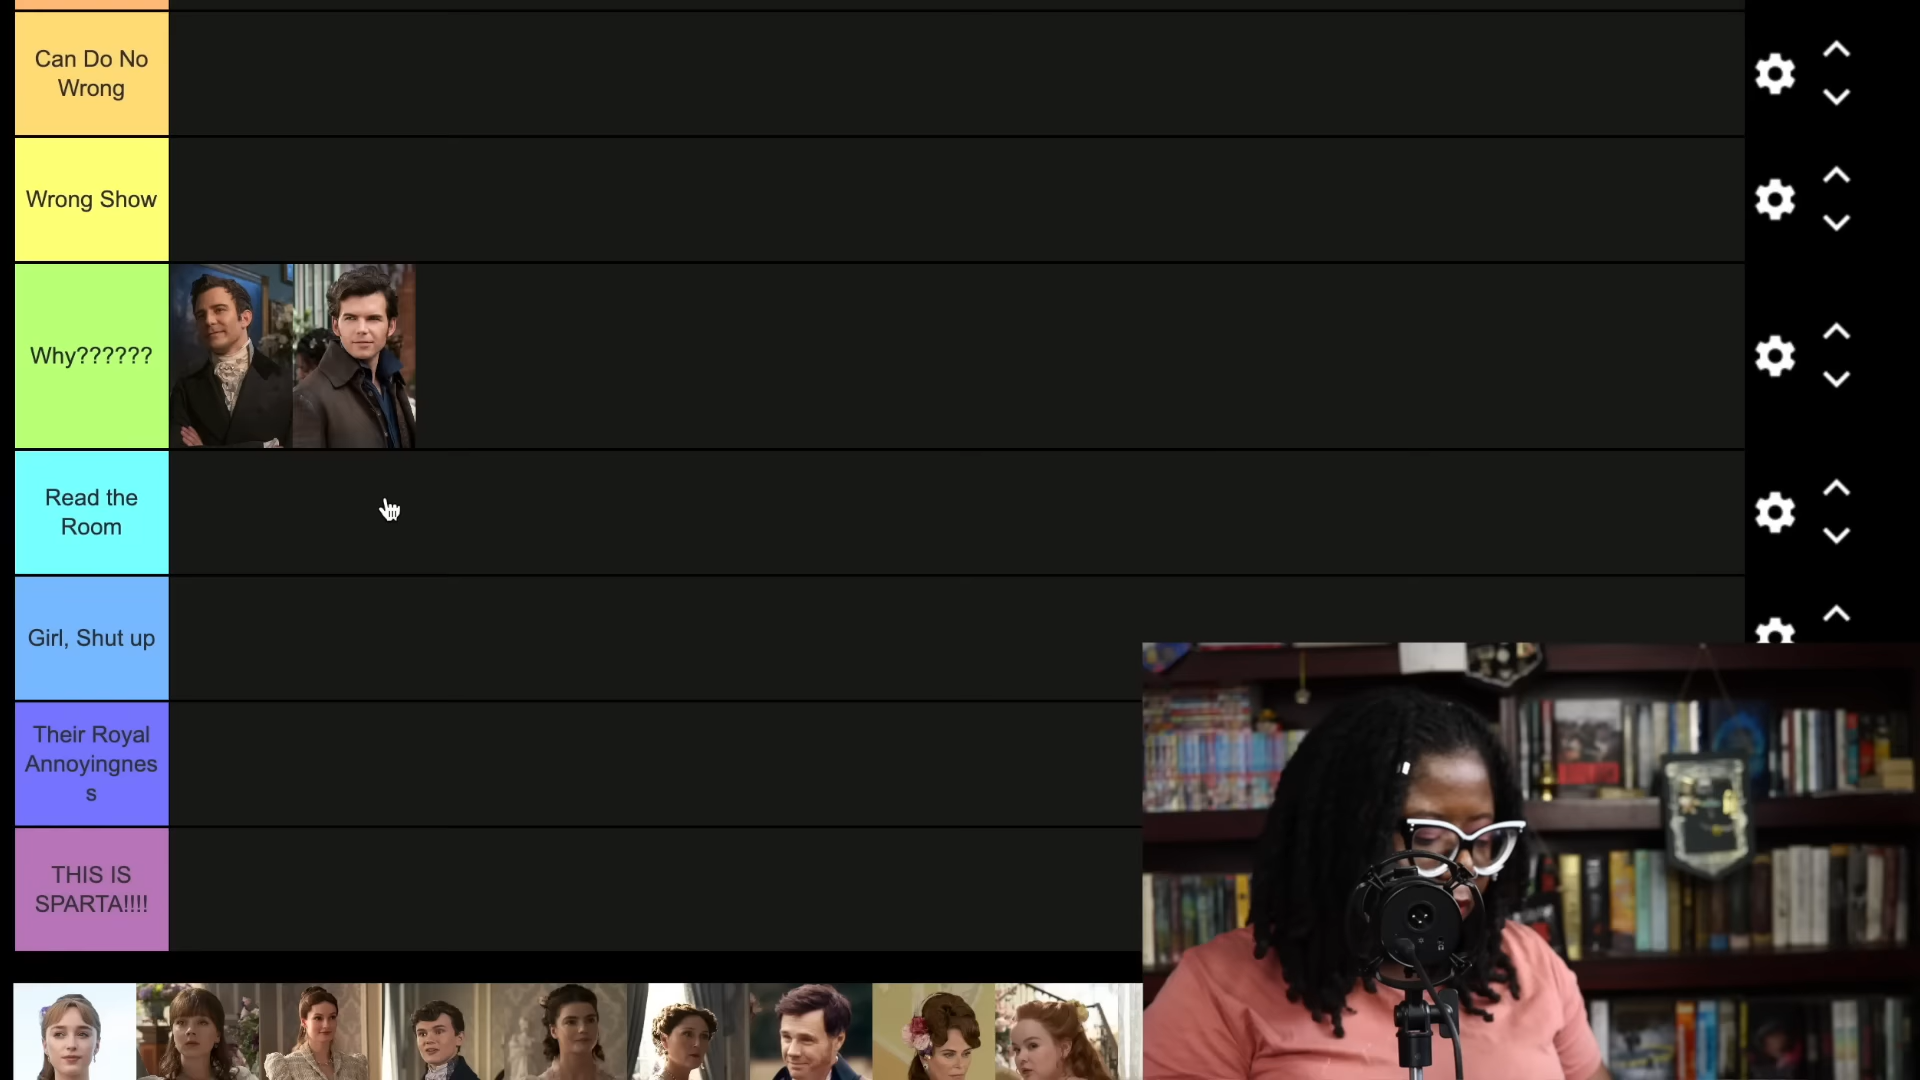 Can Do No
Wrong
Wrong Show
Why??????
Read the
Room
Girl, Shut up
Their Royal
Annoyingnes
s
THIS IS
SPARTA!!!!